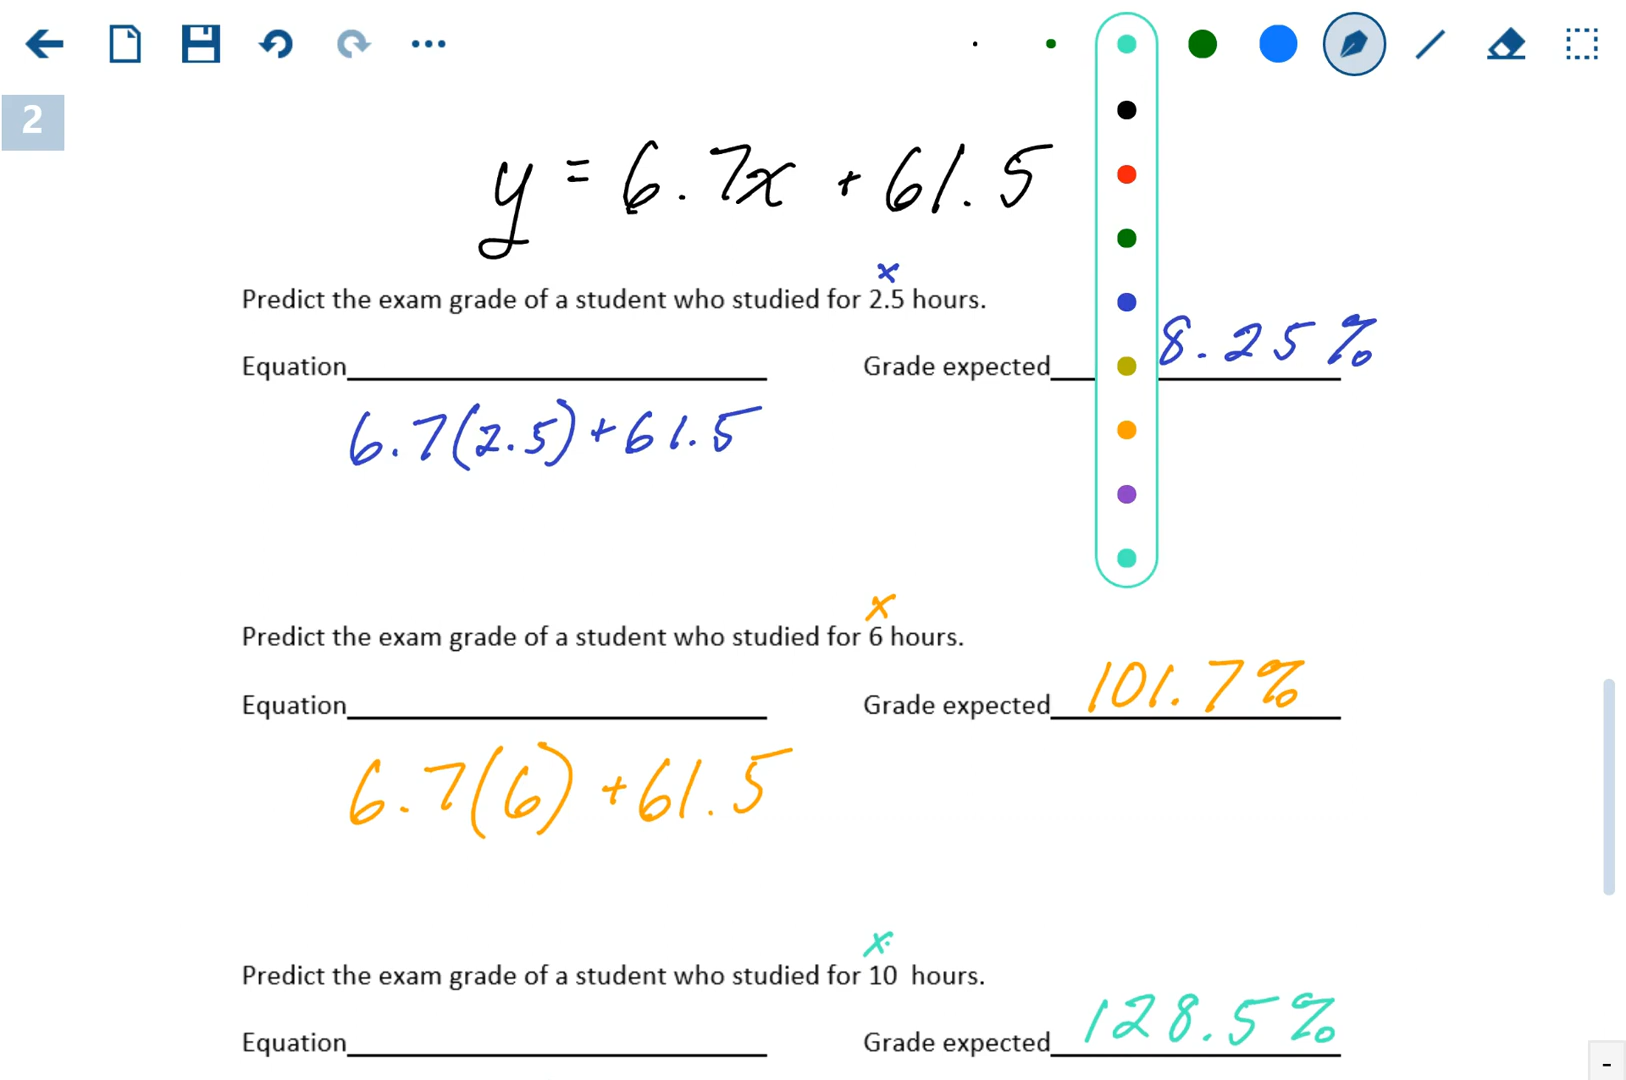 2
y = 6.7x + 61.5
x
Predict the exam grade of a student who studied for 2.5 hours.
Equation Grade expected 8.25%
6.7(2.5)+61.5
x
Predict the exam grade of a student who studied for 6 hours.
Equation Grade expected 101.7%
6.7(6)+61.5
x
Predict the exam grade of a student who studied for 10 hours.
Equation Grade expected 128.5%